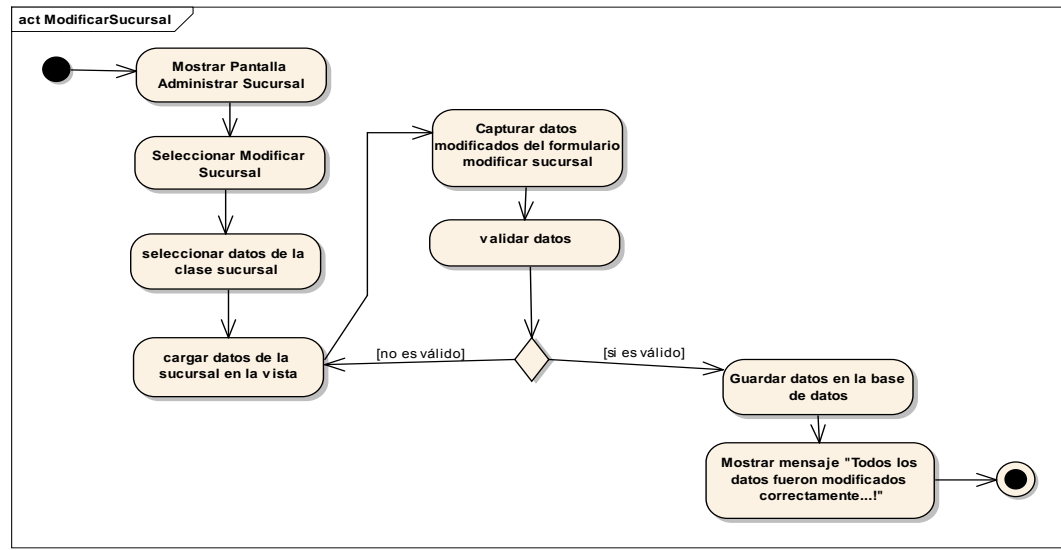 act ModificarSucursal
Mostrar Pantalla
Administrar Sucursal
Seleccionar Modificar
Sucursal
seleccionar datos de la
clase sucursal
cargar datos de la
sucursal en la vista
Capturar datos
modificados del formulario
modificar sucursal
validar datos
[no es válido]
[si es válido]
Guardar datos en la base
de datos
Mostrar mensaje "Todos los
datos fueron modificados
correctamente...!"